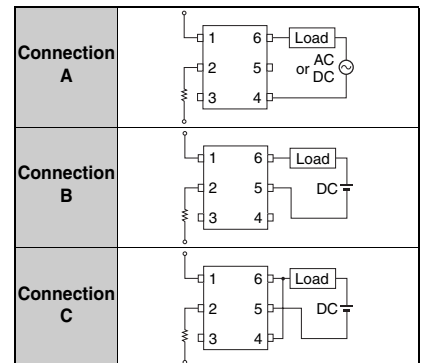 Connection
A
1 6 Load
2 5 or AC
DC
3 4
Connection
B
1 6 Load
2 5 DC
3 4
Connection
C
1 6 Load
2 5 DC
3 4